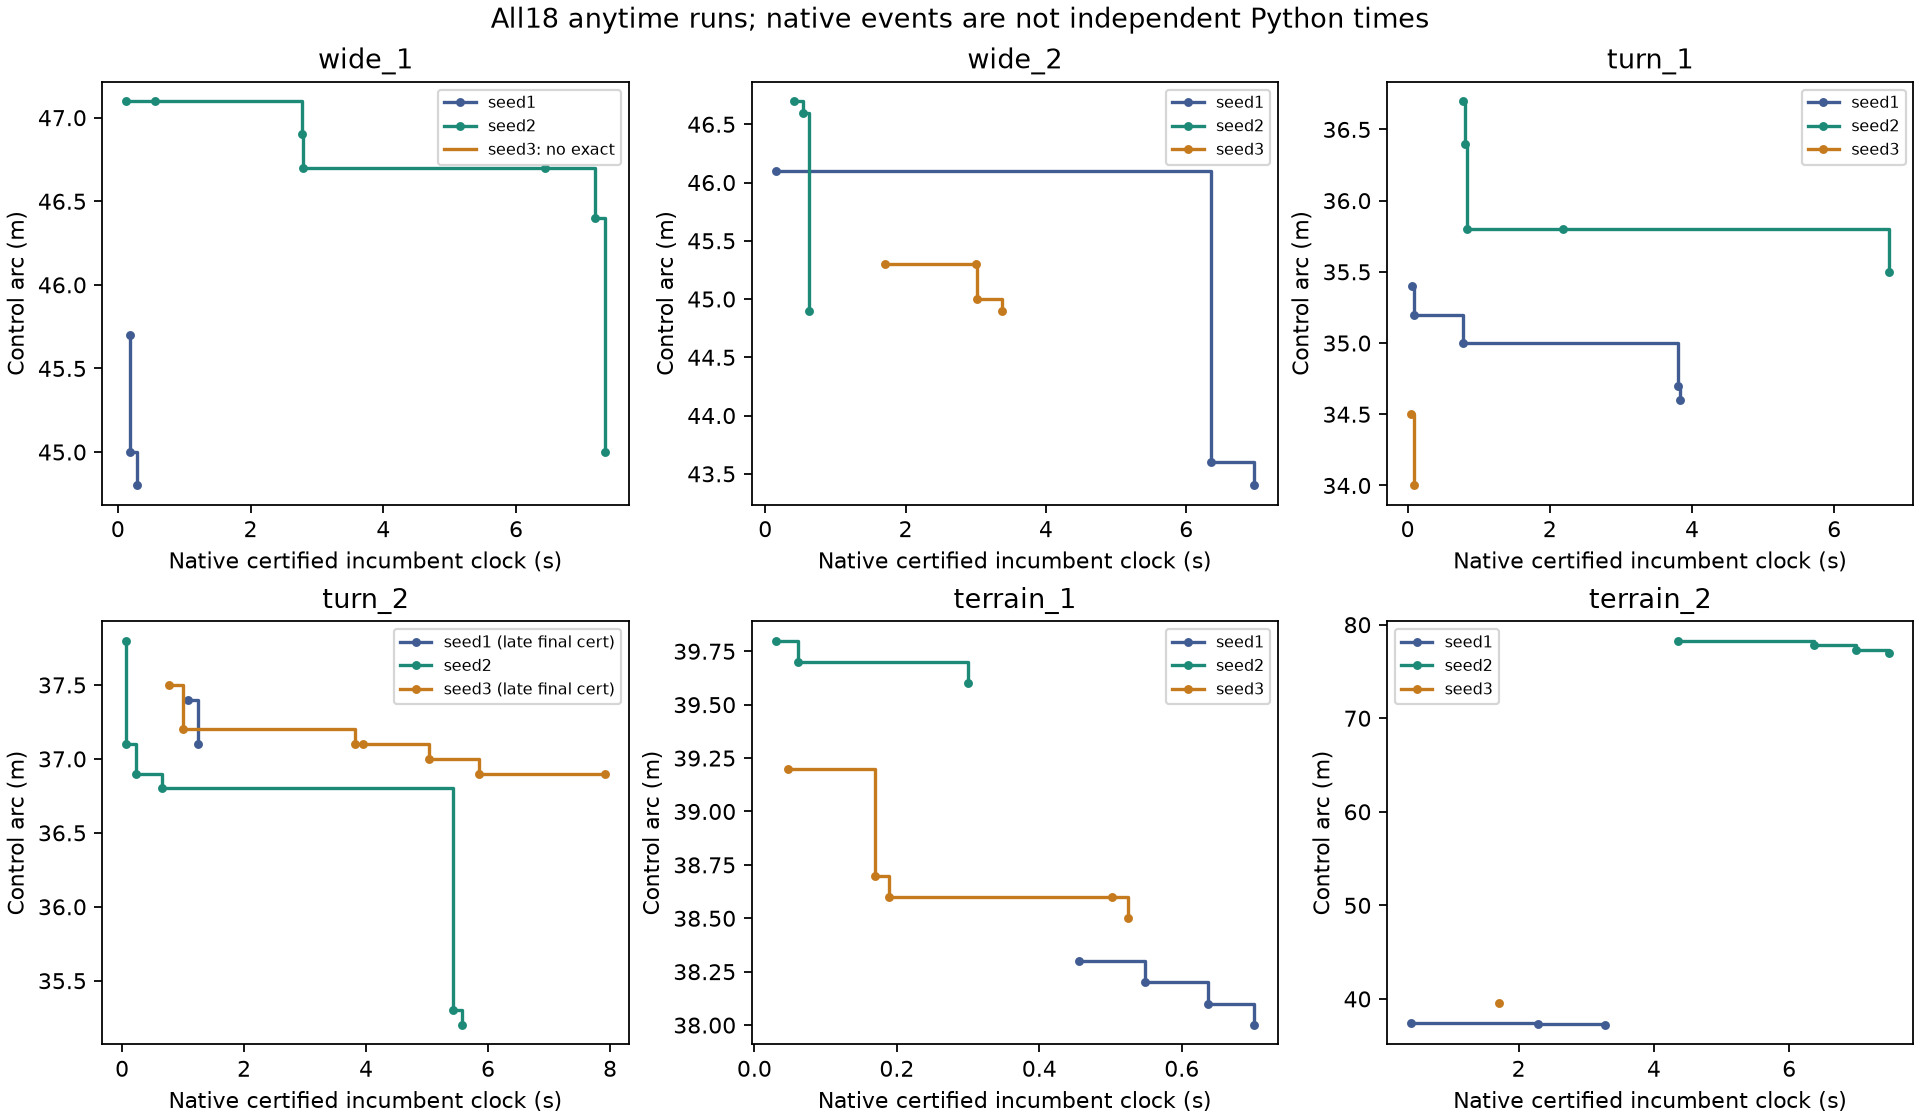 All18 anytime runs; native events are not independent Python times
wide_1
47.0
46.5
46.0
45.5
45.0
Control arc (m)
0 2 4 6
Native certified incumbent clock (s)
seed1
seed2
seed3: no exact
wide_2
46.5
46.0
45.5
45.0
44.5
44.0
43.5
Control arc (m)
0 2 4 6
Native certified incumbent clock (s)
seed1
seed2
seed3
turn_1
36.5
36.0
35.5
35.0
34.5
34.0
Control arc (m)
0 2 4 6
Native certified incumbent clock (s)
seed1
seed2
seed3
turn_2
37.5
37.0
36.5
36.0
35.5
Control arc (m)
0 2 4 6 8
Native certified incumbent clock (s)
seed1 (late final cert)
seed2
seed3 (late final cert)
terrain_1
39.75
39.50
39.25
39.00
38.75
38.50
38.25
38.00
Control arc (m)
0.0 0.2 0.4 0.6
Native certified incumbent clock (s)
seed1
seed2
seed3
terrain_2
80
70
60
50
40
Control arc (m)
2 4 6
Native certified incumbent clock (s)
seed1
seed2
seed3